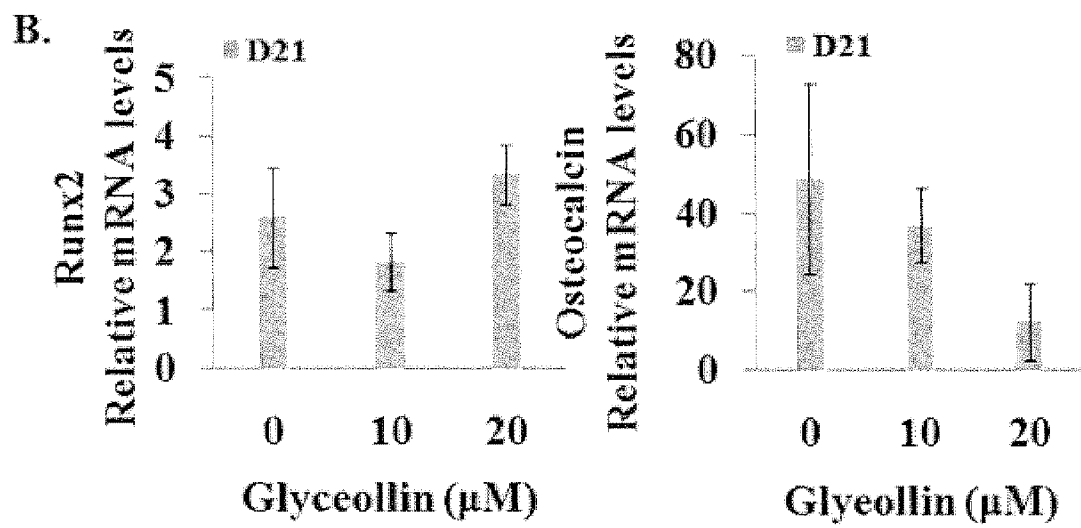 B.
Runx2
Relative mRNA levels
D21
5
4
3
2
1
0
0 10 20
Glyceollin (µM)
Osteocalcin
Relative mRNA levels
D21
80
60
40
20
0
0 10 20
Glyeollin (µM)